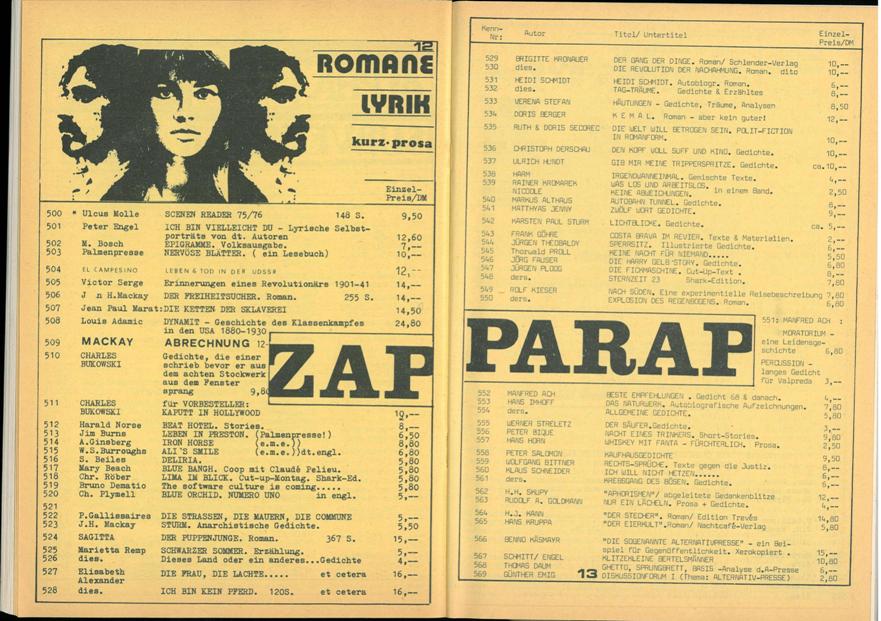 12
ROMANE
LYRIK
kurz·prosa
Einzel-
Preis/DM
500 * Ulcus Molle SCENEN READER 75/76 148 S. 9,50
501 Peter Engel ICH BIN VIELLEICHT DU - Lyrische Selbst-
porträts von dt. Autoren 12,60
502 M. Bosch EPIGRAMME. Volksausgabe. 7,--
503 Palmenpresse NERVÖSE BLÄTTER. ( ein Lesebuch) 10,--
504 EL CAMPESINO LEBEN & TOD IN DER UDSSR 12,--
505 Victor Serge Erinnerungen eines Revolutionärs 1901-41 14,--
506 J n H.Mackay DER FREIHEITSUCHER. Roman. 255 S. 14,--
507 Jean Paul Marat:DIE KETTEN DER SKLAVEREI 14,50
508 Louis Adamic DYNAMIT - Geschichte des Klassenkampfes 24,80
in den USA 1880-1930
509 MACKAY ABRECHNUNG 12-
510 CHARLES Gedichte, die einer
BUKOWSKI schrieb bevor er aus
dem achten Stockwerk
aus dem Fenster
sprang 9,80
ZAP
511 CHARLES für VORBESTELLER:
BUKOWSKI KAPUTT IN HOLLYWOOD 10,--
512 Harald Norse BEAT HOTEL. Stories. 8,--
513 Jim Burns LEBEN IN PRESTON. (Palmenpresse!) 6,50
514 A.Ginsberg IRON HORSE (e.m.e.)) 8,80
515 W.S.Burroughs ALI'S SMILE (e.m.e.))dt.engl. 6,80
516 S. Beiles DELIRIA. 5,80
517 Mary Beach BLUE BANGH. Coop mit Claude Pelieu. 5,80
518 Chr. Röber LIMA IM BLICK. Cut-up-Montag. Shark-Ed. 5,80
519 Bruno Dematio The software culture is coming..... 5,80
520 Ch. Plymell BLUE ORCHID. NUMERO UNO in engl. 5,--
521
522 P.Gallissaires DIE STRASSEN, DIE MAUERN, DIE COMMUNE 5,--
523 J.H. Mackay STURM. Anarchistische Gedichte. 5,50
524 SAGITTA DER PUPPENJUNGE. Roman. 367 S. 15,--
525 Marietta Remp SCHWARZER SOMMER. Erzählung. 5,--
526 dies. Dieses Land oder ein anderes...Gedichte 4,--
527 Elisabeth DIE FRAU, DIE LACHTE..... et cetera 16,--
Alexander
528 dies. ICH BIN KEIN PFERD. 120S. et cetera 16,--
Kenn-
Nr: Autor Titel/ Untertitel Einzel-
Preis/DM
529 BRIGITTE KRONAUER DER GANG DER DINGE. Roman/ Schlender-Verlag 10,--
530 dies. DIE REVOLUTION DER NACHAHMUNG. Roman. dito 10,--
531 HEIDI SCHMIDT HEIDI SCHMIDT. Autobiogr. Roman. 6,--
532 dies. TAG-TRÄUME. Gedichte & Erzähltes 8,--
533 VERENA STEFAN HÄUTUNGEN - Gedichte, Träume, Analysen 8,50
534 DORIS BERGER K E M A L. Roman - aber kein guter! 12,--
535 RUTH & DORIS SECOREC DIE WELT WILL BETROGEN SEIN. POLIT-FICTION
IN ROMANFORM. 10,--
536 CHRISTOPH DERSCHAU DEN KOPF VOLL SUFF UND KINO. Gedichte. 10,--
537 ULRICH HUNDT GIB MIR MEINE TRIPPERSPRITZE. Gedichte. ca.10,--
538 HARM IRGENDWANNEINMAL. Gemischte Texte. 4,--
539 RAINER KROMAREK WAS LOS UND ARBEITSLOS. in einem Band. 2,50
NICOOLE KEINE ABWEICHUNGEN.
540 MARKUS ALTHAUS AUTOBAHN TUNNEL. Gedichte. 8,--
541 MATTHYAS JENNY ZWÖLF WORT GEDICHTE. 9,--
542 KARSTEN PAUL STURM LICHTBLICKE. Gedichte. ca. 5,--
543 FRANK GÖHRE COSTA BRAVA IM REVIER. Texte & Materialien. 2,--
544 JÜRGEN THEOBALDY SPERRSITZ. Illustrierte Gedichte. 6,--
545 Thorwald PROLL KEINE NACHT FÜR NIEMAND..... 5,50
546 JÖRG FAUSER DIE HARRY GELB STORY. Gedichte. 6,80
547 JÜRGEN PLOOG DIE FICKMASCHINE. Cut-Up-Text . 8,--
548 ders. STERNZEIT 23 Shark-Edition. 7,80
549 ROLF KIESER NACH SÜDEN. Eine experimentelle Reisebeschreibung 7,80
550 ders. EXPLOSION DES REGENBOGENS. Roman. 6,80
PARAP
551: MANFRED ACH :
MORATORIUM -
eine Leidensge-
schichte 6,80
PERCUSSION -
langes Gedicht
für Valpreda 3,--
552 MANFRED ACH BESTE EMPFEHLUNGEN . Gedicht 68 & danach. 4,--
553 HANS IMHOFF DAS NATURWERK. Autobiografische Aufzeichnungen. 7,80
554 ders. ALLGEMEINE GEDICHTE. 5,80
555 WERNER STRELETZ DER SÄUFER.Gedichte. 3,--
556 PETER BIQUE NACHT EINES TRINKERS. Short-Stories. 9,80
557 HANS HORN WHISKEY MIT FANTA - FÜRCHTERLICH. Prosa. 2,50
558 PETER SALOMON KAUFHAUSGEDICHTE 9,50
559 WOLFGANG BITTNER RECHTS-SPRÜCHE. Texte gegen die Justiz. 8,--
560 KLAUS SCHNEIDER ICH WILL NICHT HETZEN...... 6,--
561 ders. KREBSGANG DES BÖSEN. Gedichte. 6,--
562 H.H. SKUPY "APHORISMEN"/ abgeleitete Gedankenblitze 12,--
563 RUDOLF A. GOLDMANN NUR EIN LÄCHELN. Prosa + Gedichte. 4,--
564 H.J. KANN "DER STECHER". Roman/ Edition Trevès 14,80
565 HANS KRUPPA "DER EIERKULT".Roman/ Nachtcafé-Verlag 5,80
566 BENNO KÄSMAYR "DIE SOGENANNTE ALTERNATIVPRESSE" - ein Bei-
spiel für Gegenöffentlichkeit. Xerokopiert . 15,--
567 SCHMITT/ ENGEL KLITZEKLEINE BERTELSMÄNNER 10,80
568 THOMAS DAUM GHETTO, SPRUNGBRETT, BASIS -Analyse d.A-Presse 6,--
569 GÜNTHER EMIG 13 DISKUSSIONFORUM I (Thema: ALTERNATIV-PRESSE) 2,80